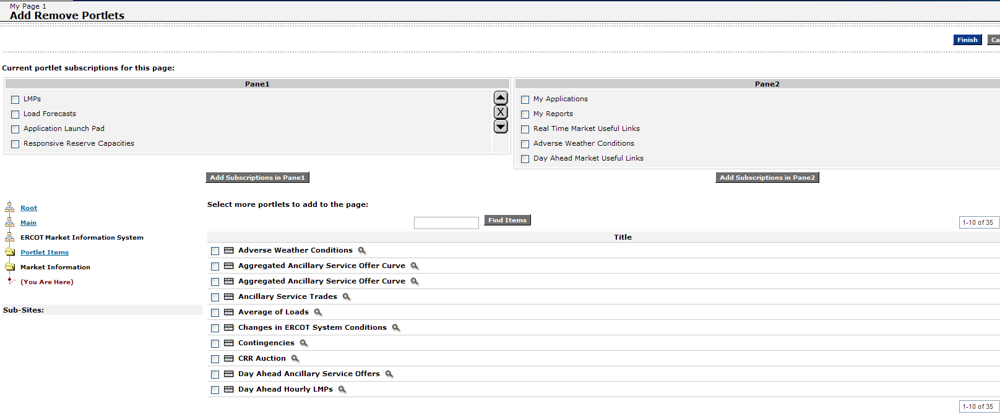 My Page 1
Add Remove Portlets
Finish
Ca
Current portlet subscriptions for this page:
Pane1
LMPs
Load Forecasts
Application Launch Pad
Responsive Reserve Capacities
X
Pane2
My Applications
My Reports
Real Time Market Useful Links
Adverse Weather Conditions
Day Ahead Market Useful Links
Add Subscriptions in Pane1
Add Subscriptions in Pane2
Root
Main
ERCOT Market Information System
Portlet Items
Market Information
(You Are Here)
Sub-Sites:
Select more portlets to add to the page:
Find Items
1-10 of 35
Title
Adverse Weather Conditions
Aggregated Ancillary Service Offer Curve
Aggregated Ancillary Service Offer Curve
Ancillary Service Trades
Average of Loads
Changes in ERCOT System Conditions
Contingencies
CRR Auction
Day Ahead Ancillary Service Offers
Day Ahead Hourly LMPs
1-10 of 35